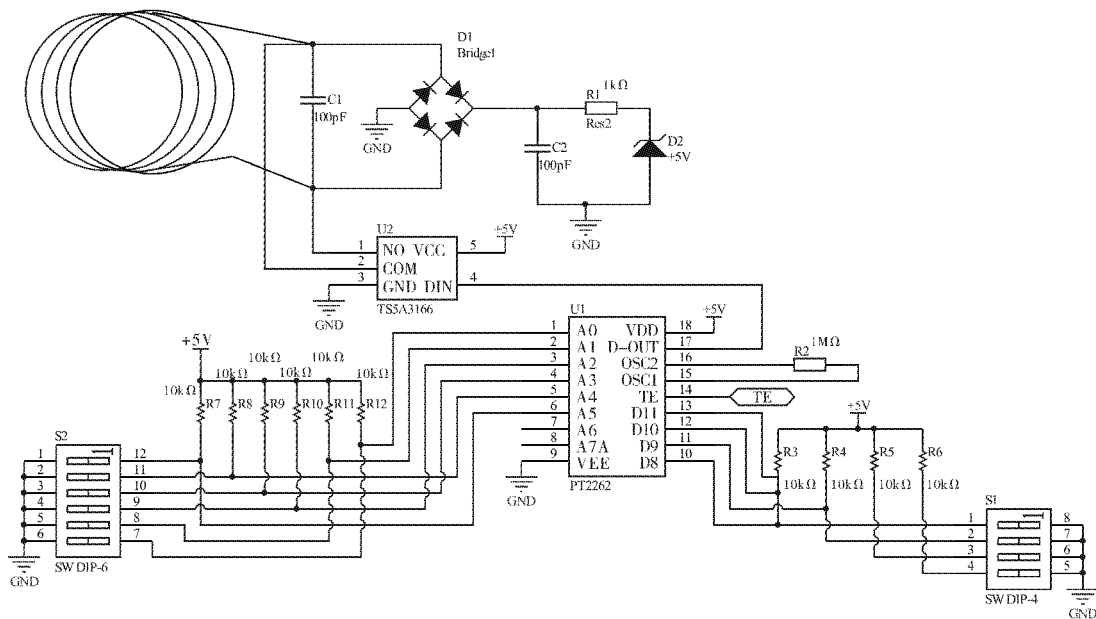 D1
Bridge1
C1
100pF
GND
R1 1kΩ
Res2
C2
100pF
D2
+5V
GND
U2
+5V
1 NO VCC 5
2 COM
3 GND DIN 4
TS5A3166
GND
U1
+5V
1 A0 VDD 18
2 A1 D-OUT 17
3 A2 OSC2 16
4 A3 OSC1 15
5 A4 TE 14
6 A5 D11 13
7 A6 D10 12
8 A7A D9 11
9 VEE D8 10
PT2262
GND
R2 1MΩ
TE
+5V
10kΩ 10kΩ
10kΩ 10kΩ 10kΩ
10kΩ
R7 R8 R9 R10 R11 R12
S2
1 12
2 11
3 10
4 9
5 8
6 7
SW DIP-6
GND
+5V
R3 R4 R5 R6
10kΩ 10kΩ 10kΩ 10kΩ
S1
1 8
2 7
3 6
4 5
SW DIP-4
GND